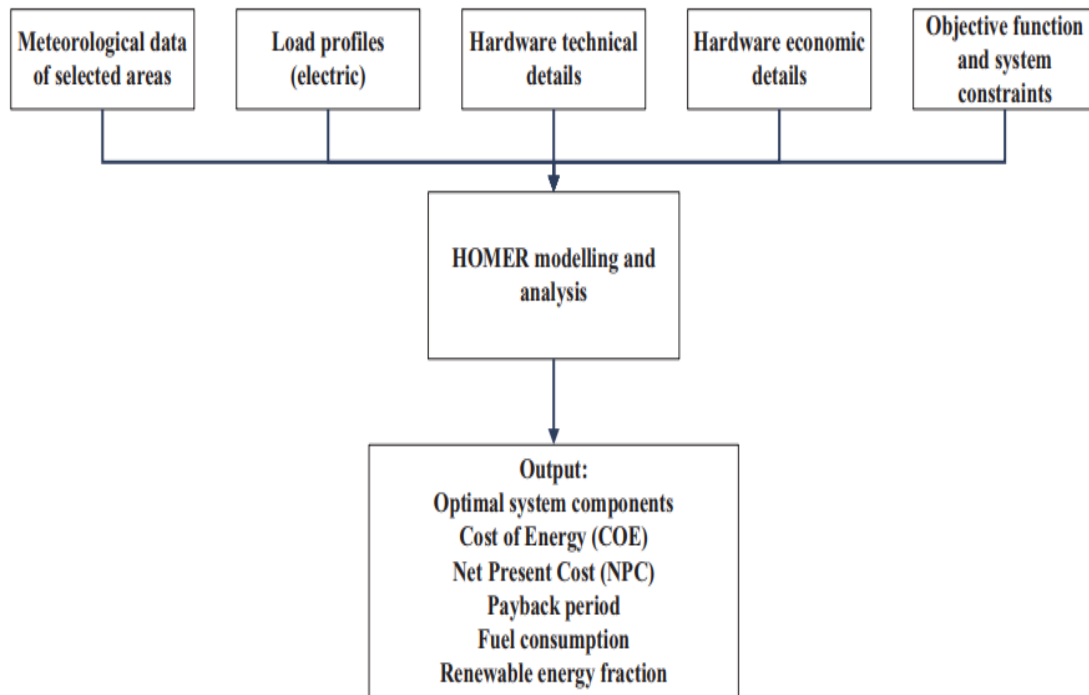 Meteorological data
of selected areas
Load profiles
(electric)
Hardware technical
details
Hardware economic
details
Objective function
and system
constraints
HOMER modelling and
analysis
Output:
Optimal system components
Cost of Energy (COE)
Net Present Cost (NPC)
Payback period
Fuel consumption
Renewable energy fraction